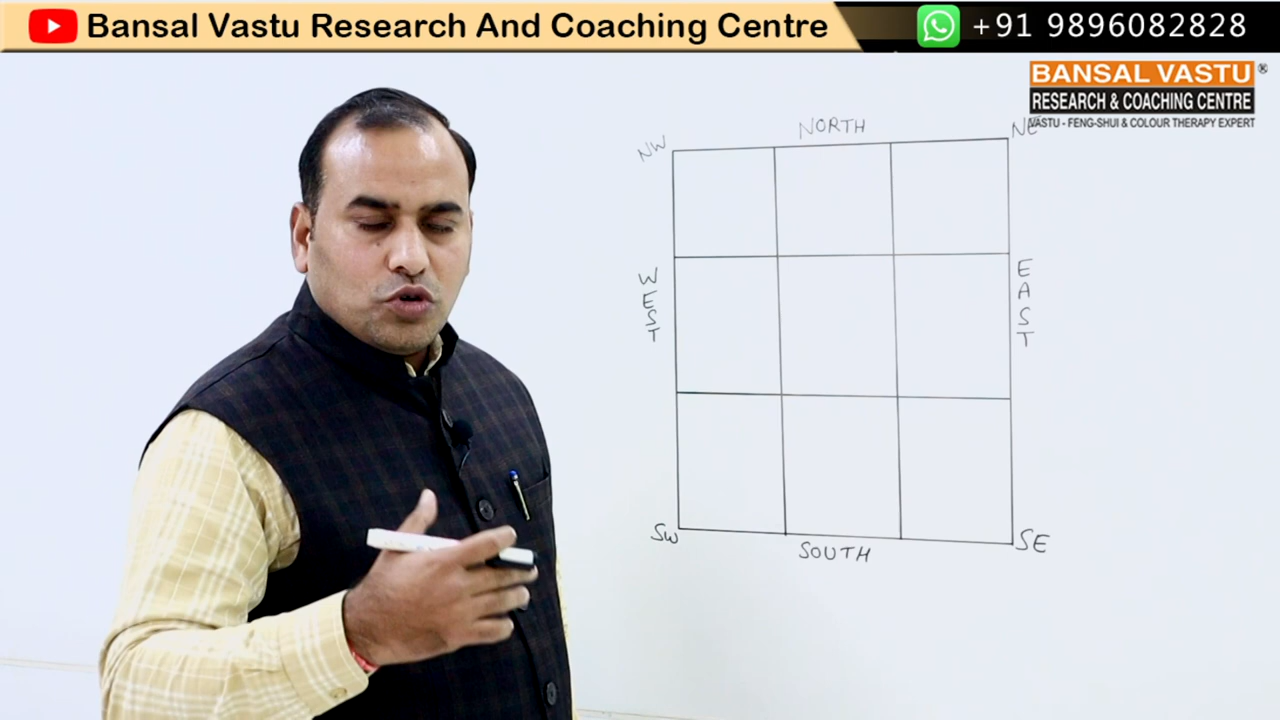 Bansal Vastu Research And Coaching Centre
+91 9896082828
BANSAL VASTU ®
RESEARCH & COACHING CENTRE
VASTU - FENG-SHUI & COLOUR THERAPY EXPERT
NW
NORTH
NE
WEST
EAST
SW
SOUTH
SE